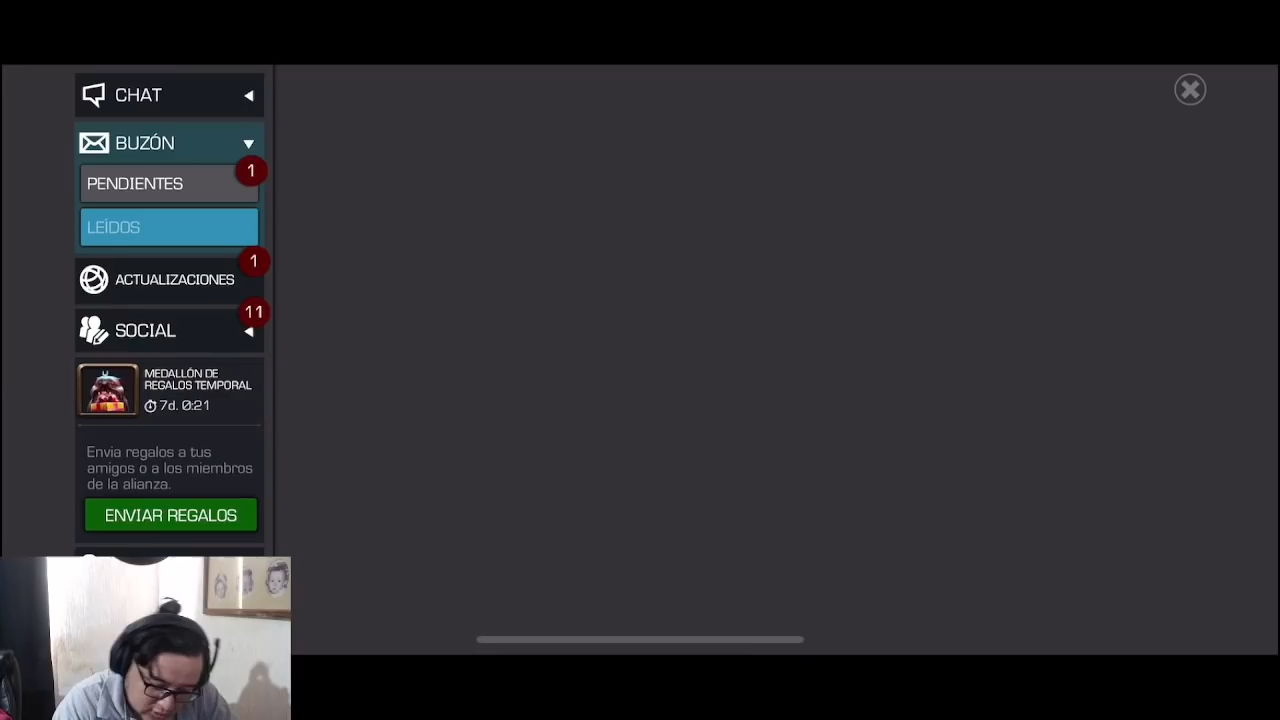 CHAT
BUZÓN
1
PENDIENTES
LEÍDOS
1
ACTUALIZACIONES
11
SOCIAL
MEDALLÓN DE
REGALOS TEMPORAL
7d. 0:21
Envia regalos a tus
amigos o a los miembros
de la alianza.
ENVIAR REGALOS